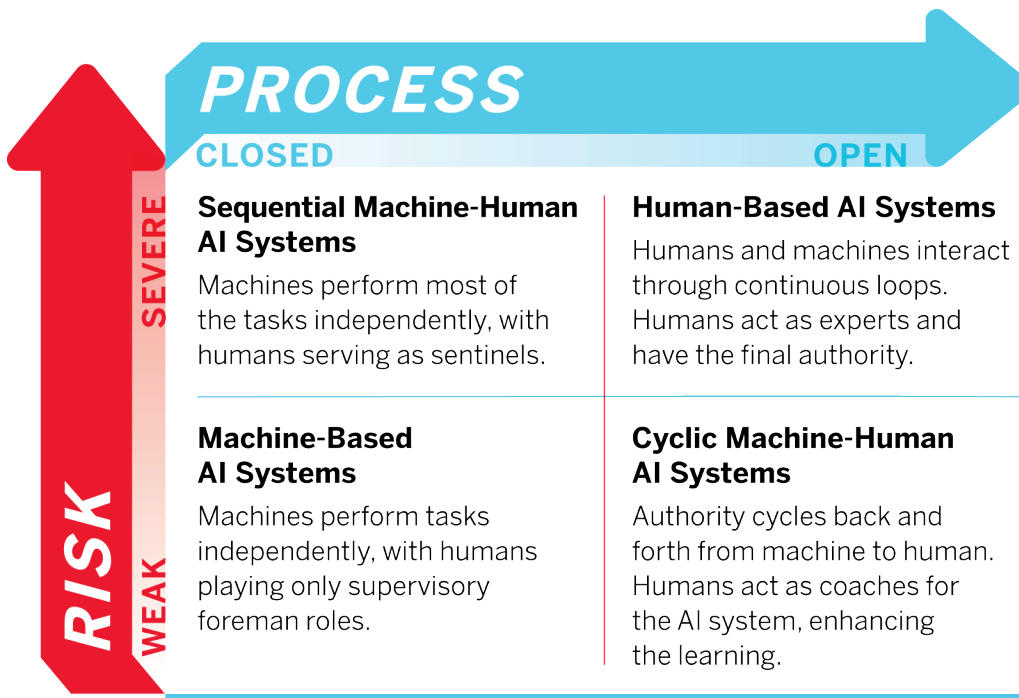 PROCESS
CLOSED
OPEN
RISK
SEVERE
WEAK
Sequential Machine-Human
AI Systems
Machines perform most of
the tasks independently, with
humans serving as sentinels.
Human-Based AI Systems
Humans and machines interact
through continuous loops.
Humans act as experts and
have the final authority.
Machine-Based
AI Systems
Machines perform tasks
independently, with humans
playing only supervisory
foreman roles.
Cyclic Machine-Human
AI Systems
Authority cycles back and
forth from machine to human.
Humans act as coaches for
the AI system, enhancing
the learning.